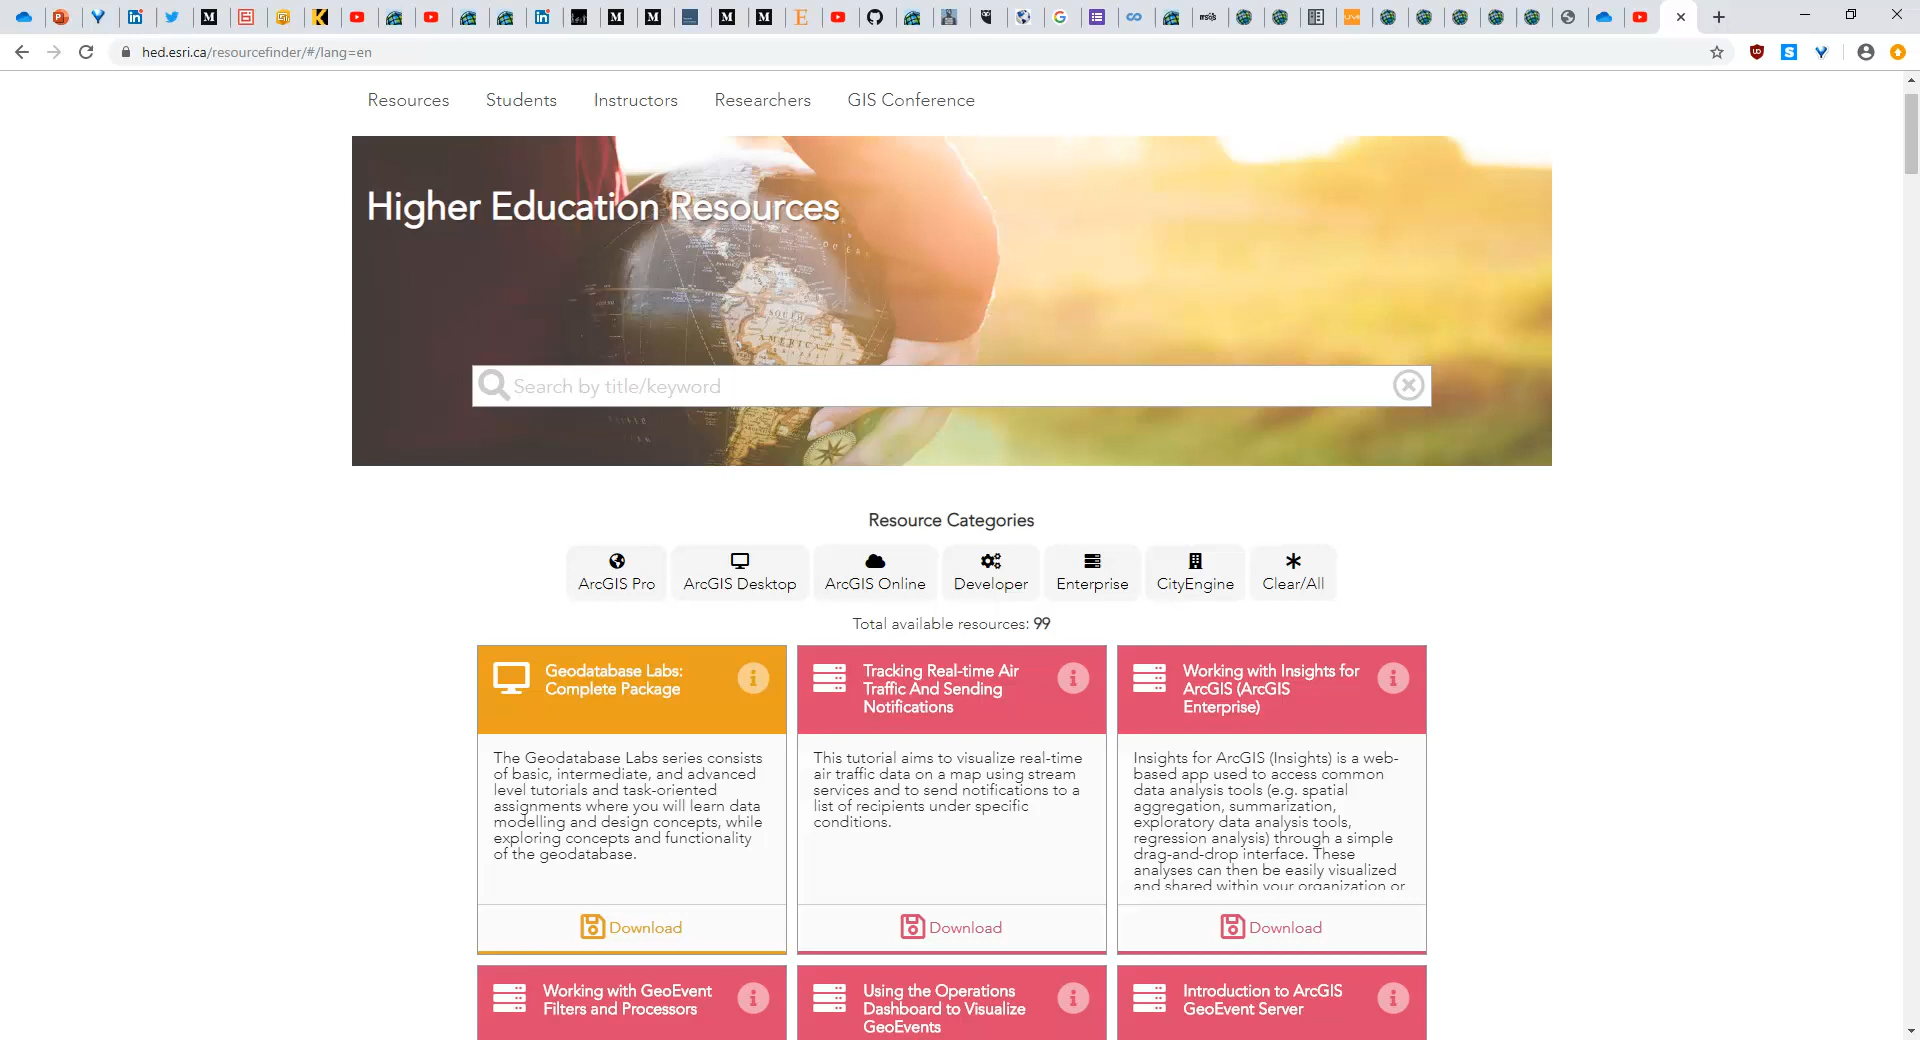 hed.esri.ca/resourcefinder/#/lang=en
Resources Students Instructors Researchers GIS Conference
Higher Education Resources
Search by title/keyword
Resource Categories
ArcGIS Pro ArcGIS Desktop ArcGIS Online Developer Enterprise CityEngine Clear/All
Total available resources: 99
Geodatabase Labs:
Complete Package
The Geodatabase Labs series consists
of basic, intermediate, and advanced
level tutorials and task-oriented
assignments where you will learn data
modelling and design concepts, while
exploring concepts and functionality
of the geodatabase.
Download
Tracking Real-time Air
Traffic And Sending
Notifications
This tutorial aims to visualize real-time
air traffic data on a map using stream
services and to send notifications to a
list of recipients under specific
conditions.
Download
Working with Insights for
ArcGIS (ArcGIS
Enterprise)
Insights for ArcGIS (Insights) is a web-
based app used to access common
data analysis tools (e.g. spatial
aggregation, summarization,
exploratory data analysis tools,
regression analysis) through a simple
drag-and-drop interface. These
analyses can then be easily visualized
and shared within your organization or
Download
Working with GeoEvent
Filters and Processors
Using the Operations
Dashboard to Visualize
GeoEvents
Introduction to ArcGIS
GeoEvent Server
SOUTH
AMERICA